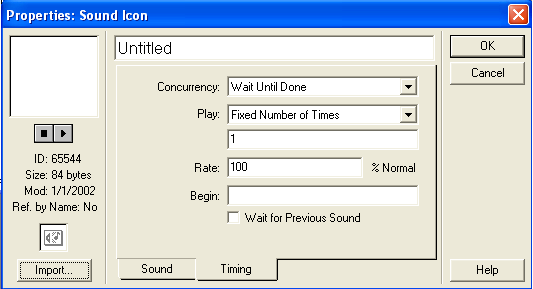 Properties: Sound Icon
Untitled
OK
Cancel
Concurrency: Wait Until Done
Play: Fixed Number of Times
1
Rate: 100 % Normal
Begin:
Wait for Previous Sound
ID: 65544
Size: 84 bytes
Mod: 1/1/2002
Ref. by Name: No
Import...
Sound
Timing
Help